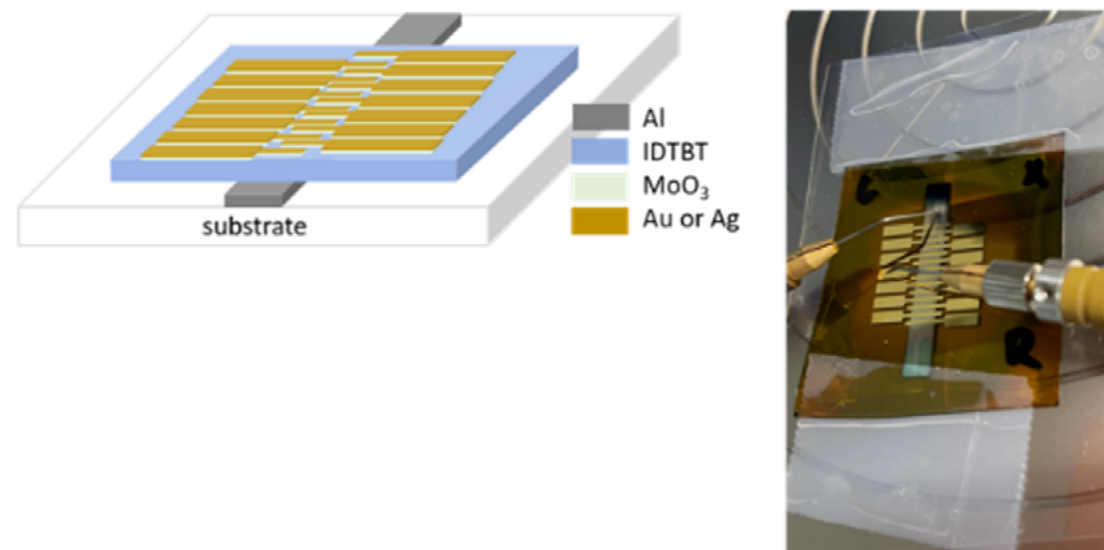 Al
IDTBT
MoO₃
Au or Ag
substrate
L
R